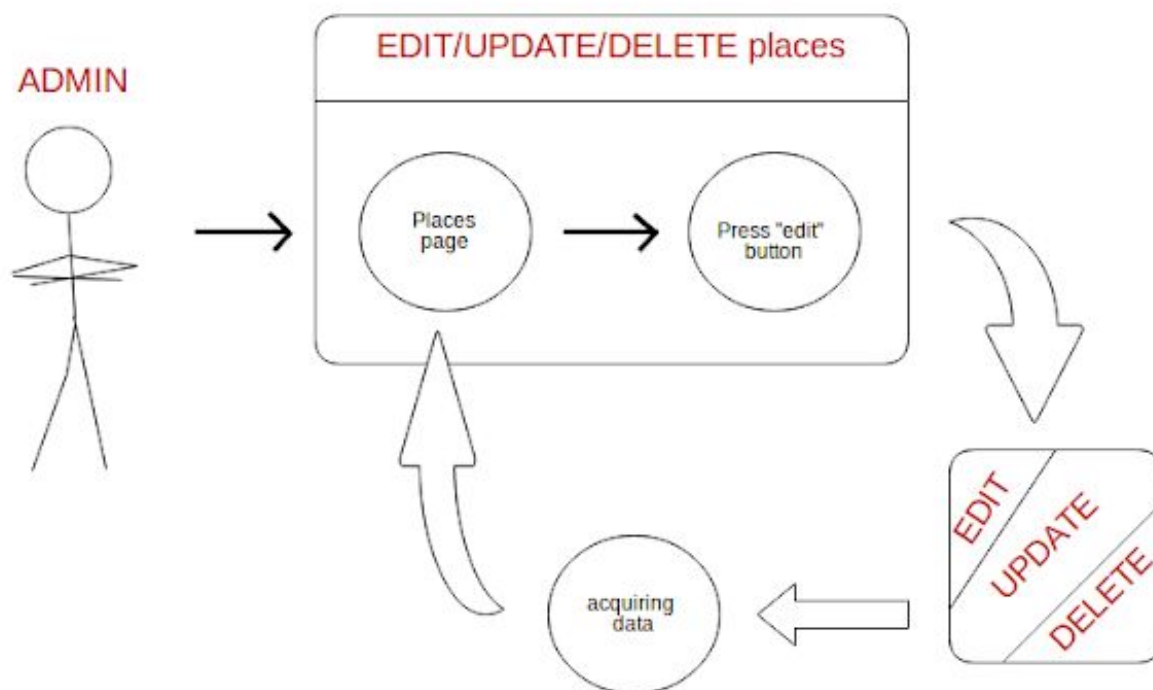 EDIT/UPDATE/DELETE places
ADMIN
Places
page
Press "edit"
button
EDIT
UPDATE
DELETE
acquiring
data